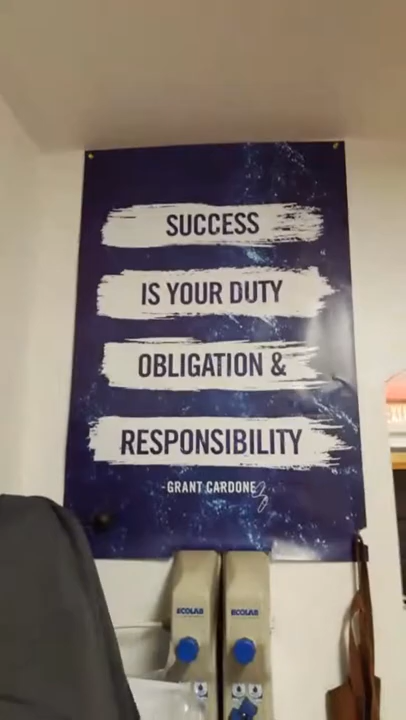 SUCCESS
IS YOUR DUTY
OBLIGATION &
RESPONSIBILITY
-GRANT CARDONE
ECOLAB
ECOLAB